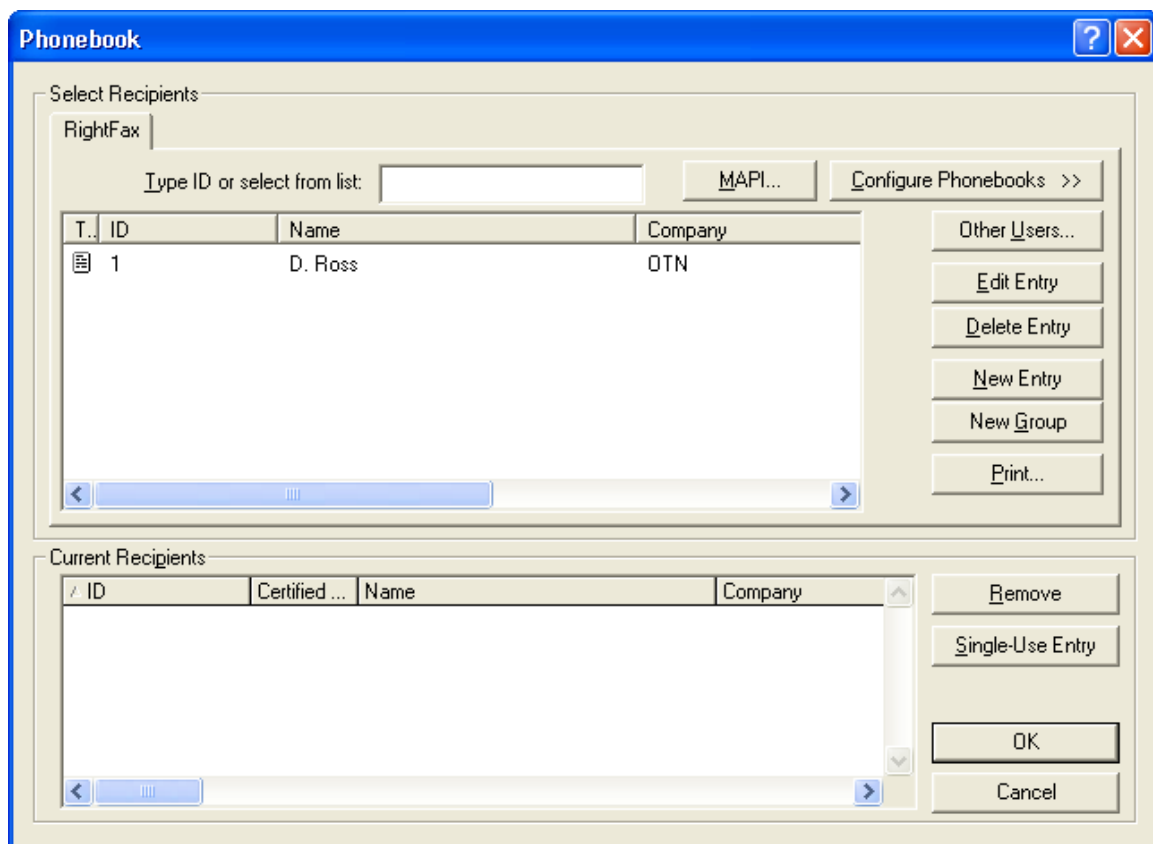 Phonebook
Select Recipients
RightFax
Type ID or select from list:
MAPI...
Configure Phonebooks >>
T.. ID Name Company
1 D. Ross OTN
Other Users...
Edit Entry
Delete Entry
New Entry
New Group
Print...
Current Recipients
ID Certified ... Name Company
Remove
Single-Use Entry
OK
Cancel